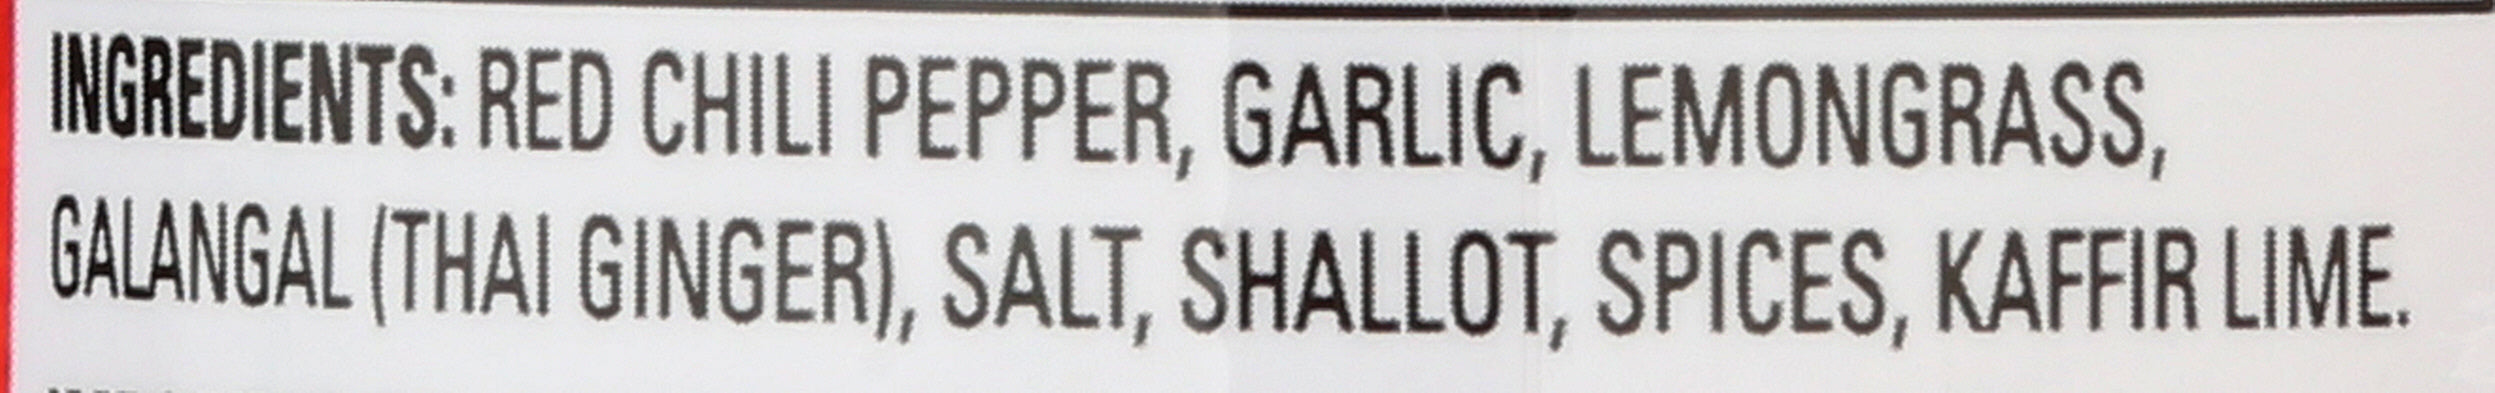 INGREDIENTS: RED CHILI PEPPER, GARLIC, LEMONGRASS,
GALANGAL (THAI GINGER), SALT, SHALLOT, SPICES, KAFFIR LIME.